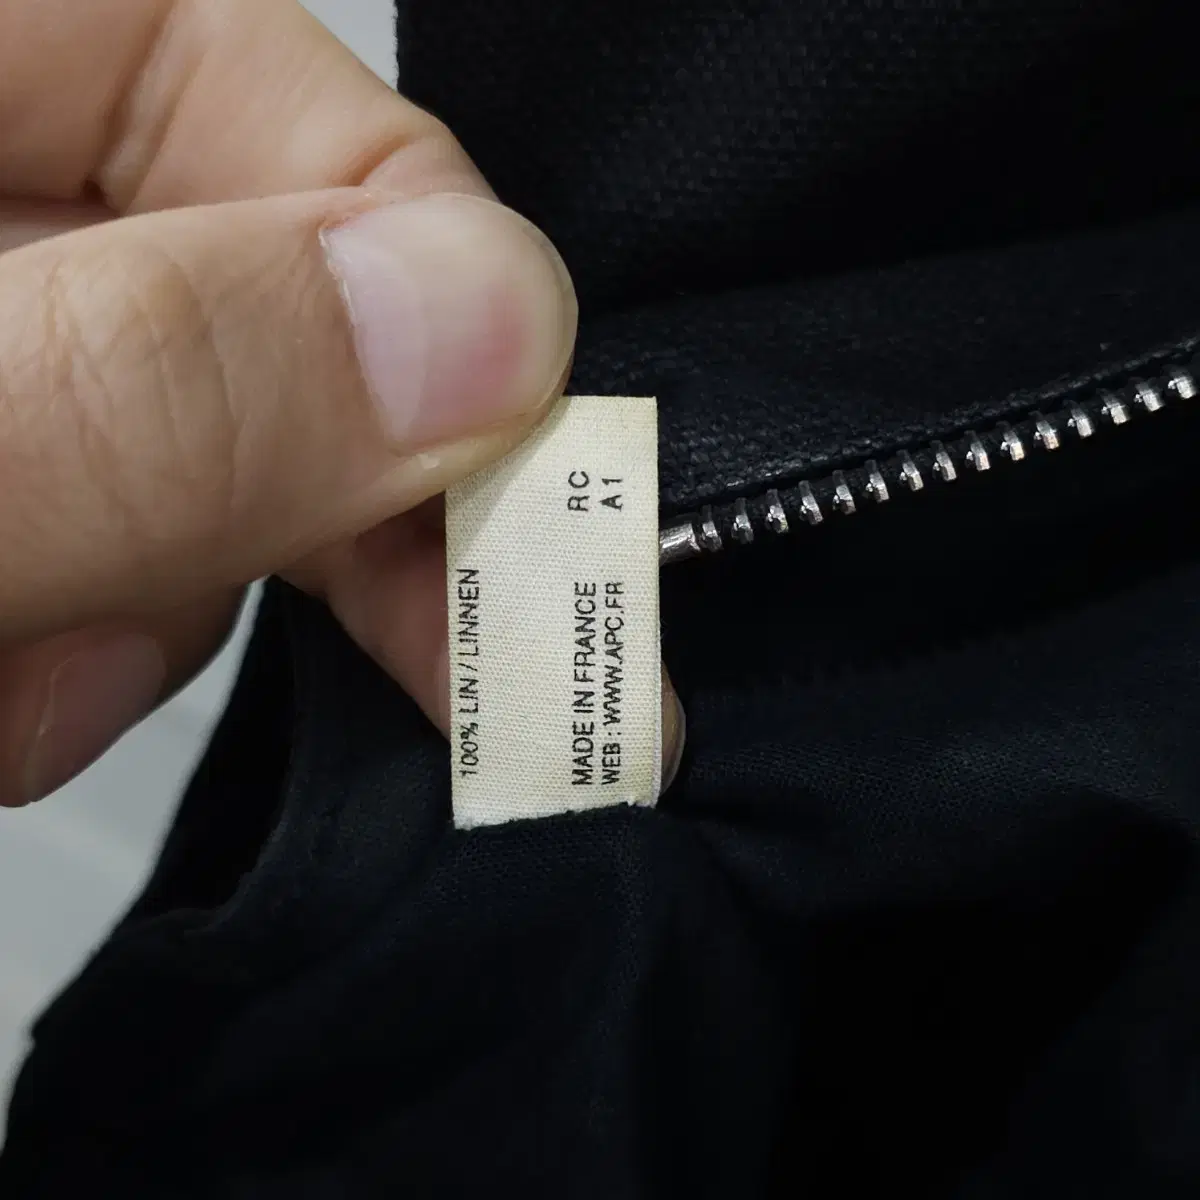 100% LIN / LINNEN
MADE IN FRANCE RC
WEB : WWW.APC.FR A1